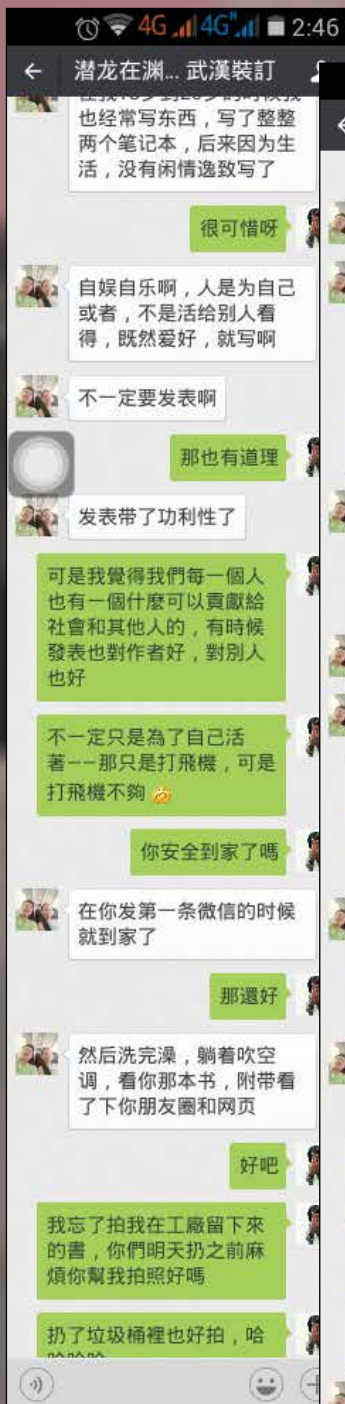 4G 4G 2:46
潜龙在渊... 武漢裝訂
也经常写东西，写了整整
两个笔记本，后来因为生
活，没有闲情逸致写了
很可惜呀
自娱自乐啊，人是为自己
或者，不是活给别人看
得，既然爱好，就写啊
不一定要发表啊
那也有道理
发表带了功利性了
可是我覺得我們每一個人
也有一個什麼可以貢獻給
社會和其他人的，有時候
發表也對作者好，對別人
也好
不一定只是為了自己活
著——那只是打飛機，可是
打飛機不夠
你安全到家了嗎
在你发第一条微信的时候
就到家了
那還好
然后洗完澡，躺着吹空
调，看你那本书，附带看
了下你朋友圈和网页
好吧
我忘了拍我在工廠留下來
的書，你們明天扔之前麻
煩你幫我拍照好嗎
扔了垃圾桶裡也好拍，哈